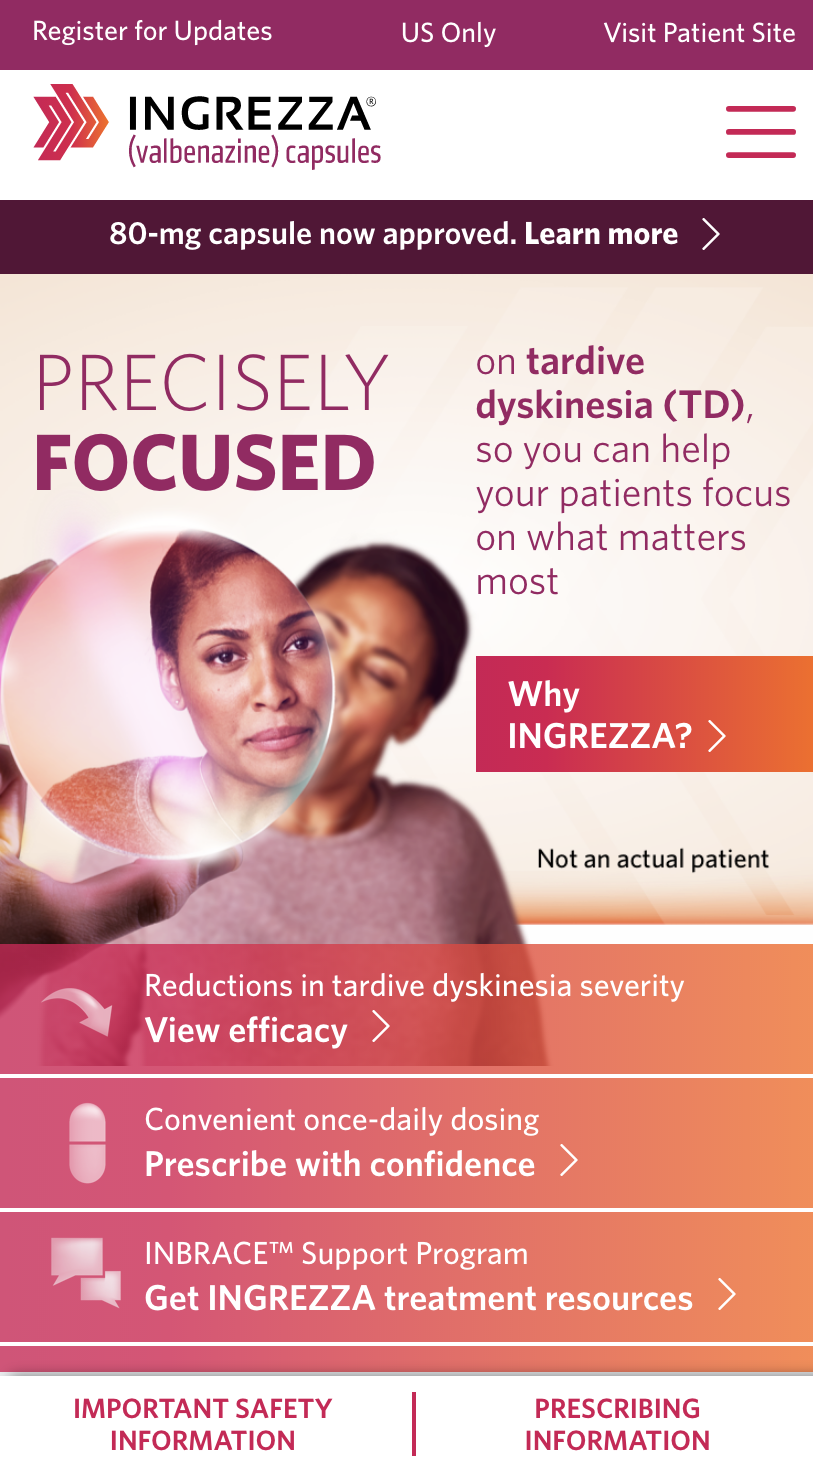 Register for Updates
US Only
Visit Patient Site
INGREZZA®
(valbenazine) capsules
80-mg capsule now approved. Learn more
PRECISELY
FOCUSED
on tardive
dyskinesia (TD),
so you can help
your patients focus
on what matters
most
Why
INGREZZA?
Not an actual patient
Reductions in tardive dyskinesia severity
View efficacy
Convenient once-daily dosing
Prescribe with confidence
INBRACE™ Support Program
Get INGREZZA treatment resources
IMPORTANT SAFETY
INFORMATION
PRESCRIBING
INFORMATION